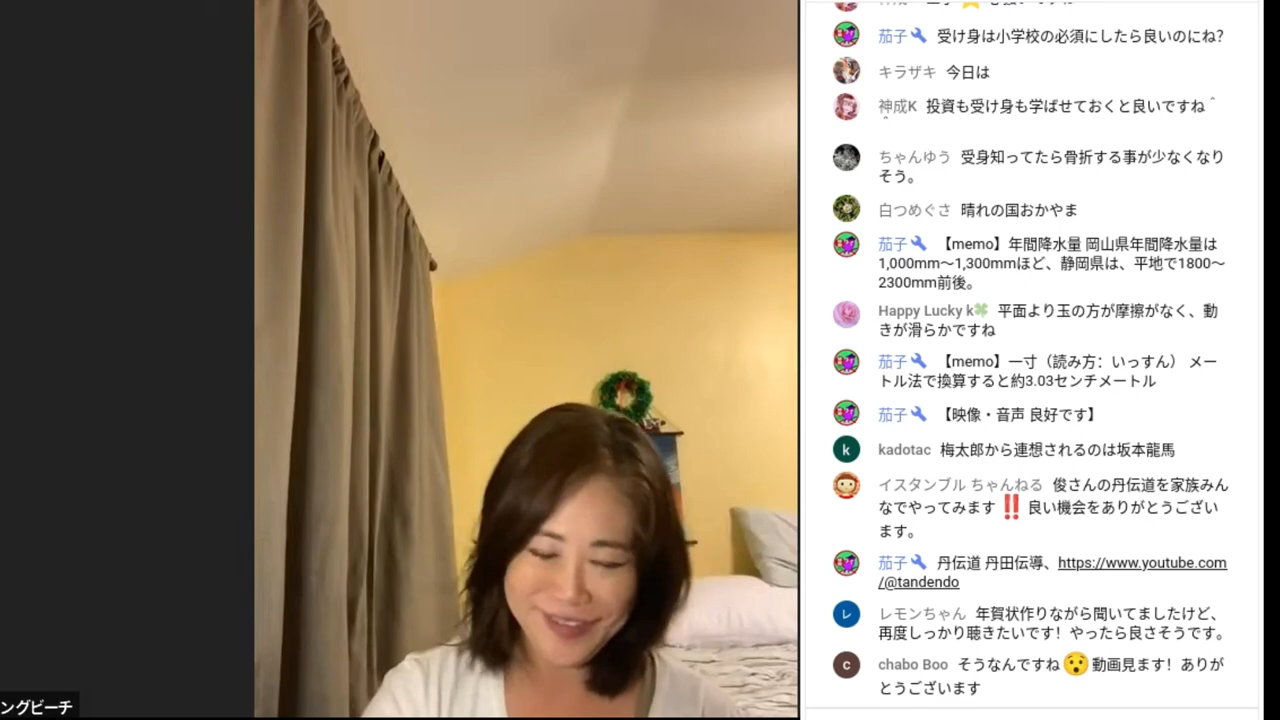 茄子 受け身は小学校の必須にしたら良いのにね?
キラザキ 今日は
神成K 投資も受け身も学ばせておくと良いですね＾
＾
ちゃんゆう 受身知ってたら骨折する事が少なくなり
そう。
白つめぐさ 晴れの国おかやま
茄子 【memo】年間降水量 岡山県年間降水量は
1,000mm〜1,300mmほど、静岡県は、平地で1800〜
2300mm前後。
Happy Lucky k🍀 平面より玉の方が摩擦がなく、動
きが滑らかですね
茄子 【memo】一寸（読み方：いっすん） メー
トル法で換算すると約3.03センチメートル
茄子 【映像・音声 良好です】
k
kadotac 梅太郎から連想されるのは坂本龍馬
イスタンブル ちゃんねる 俊さんの丹伝道を家族みん
なでやってみます‼️良い機会をありがとうござい
ます。
茄子 丹伝道 丹田伝導、https://www.youtube.com
/@tandendo
レ
レモンちゃん 年賀状作りながら聞いてましたけど、
再度しっかり聴きたいです！やったら良さそうです。
c
chabo Boo そうなんですね😯動画見ます！ありが
とうございます
ングビーチ